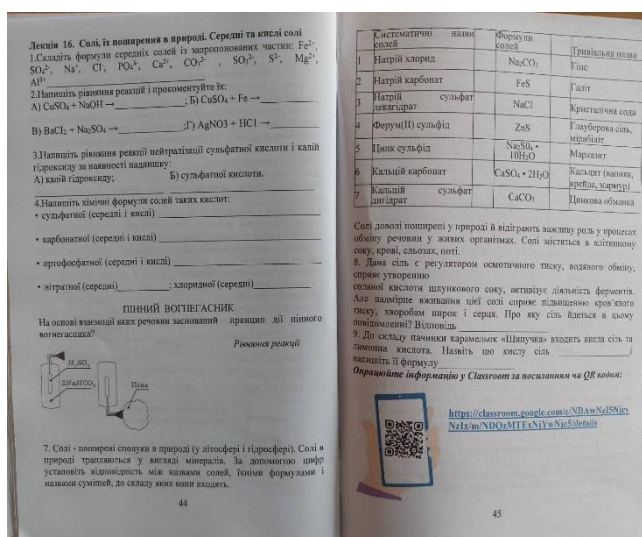 Лекція 16. Солі, їх поширення в природі. Середні та кислі солі
1.Складіть формули середніх солей із запропонованих частин: Fe²⁺,
SO₄²⁻, Na⁺, Cl⁻, PO₄³⁻, Ca²⁺, CO₃²⁻ , SO₃²⁻, S²⁻, Mg²⁺,
Al³⁺
2.Напишіть рівняння реакцій і прокоментуйте їх:
А) CuSO₄ + NaOH → ; Б) CuSO₄ + Fe →
В) BaCl₂ + Na₂SO₄ → ;Г) AgNO3 + HCl →
3.Напишіть рівняння реакції нейтралізації сульфатної кислоти і калій
гідроксиду за наявності надлишку:
А) калій гідроксиду; Б) сульфатної кислоти.
4.Напишіть хімічні формули солей таких кислот:
• сульфатної (середні і кислі)
• карбонатної (середні і кислі)
• ортофосфатної (середні і кислі)
• нітратної (середні) ; хлоридної (середні)
ПІННИЙ ВОГНЕГАСНИК
На основі взаємодії яких речовин заснований принцип дії пінного
вогнегасника?
Рівняння реакції
H₂SO₄
2NaHCO₃
Піна
7. Солі - поширені сполуки в природі (у літосфері і гідросфері). Солі в
природі трапляються у вигляді мінералів. За допомогою цифр
установіть відповідність між назвами солей, їхніми формулами і
назвами сумішей, до складу яких вони входять.
44
Систематичні назви солей Формули солей Тривіальна назва
1 Натрій хлорид Na₂CO₃ Гіпс
2 Натрій карбонат FeS Галіт
3 Натрій сульфат декагідрат NaCl Кристалічна сода
4 Ферум(ІІ) сульфід ZnS Глауберова сіль, мірабіліт
5 Цинк сульфід Na₂SO₄ • 10H₂O Марказит
6 Кальцій карбонат CaSO₄ • 2H₂O Кальцит (вапняк, крейда, мармур)
7 Кальцій сульфат дигідрат CaCO₃ Цинкова обманка
Солі доволі поширені у природі й відіграють важливу роль у процесах
обміну речовин у живих організмах. Солі містяться в клітинному
соку, крові, сльозах, поті.
8. Дана сіль є регулятором осмотичного тиску, водяного обміну,
сприяє утворенню
соляної кислоти шлункового соку, активізує діяльність ферментів.
Але надмірне вживання цієї солі сприяє підвищенню кров'яного
тиску, хворобам нирок і серця. Про яку сіль йдеться в цьому
повідомленні? Відповідь
9. До складу начинки карамельок «Шипучка» входить кисла сіль та
лимонна кислота. Назвіть цю кислу сіль і
напишіть її формулу
Опрацюйте інформацію у Classroom за посиланням чи QR кодом:
https://classroom.google.com/c/NDAwNzI5Njcy
NzIx/m/NDQzMTExNjYwNjc5/details
45